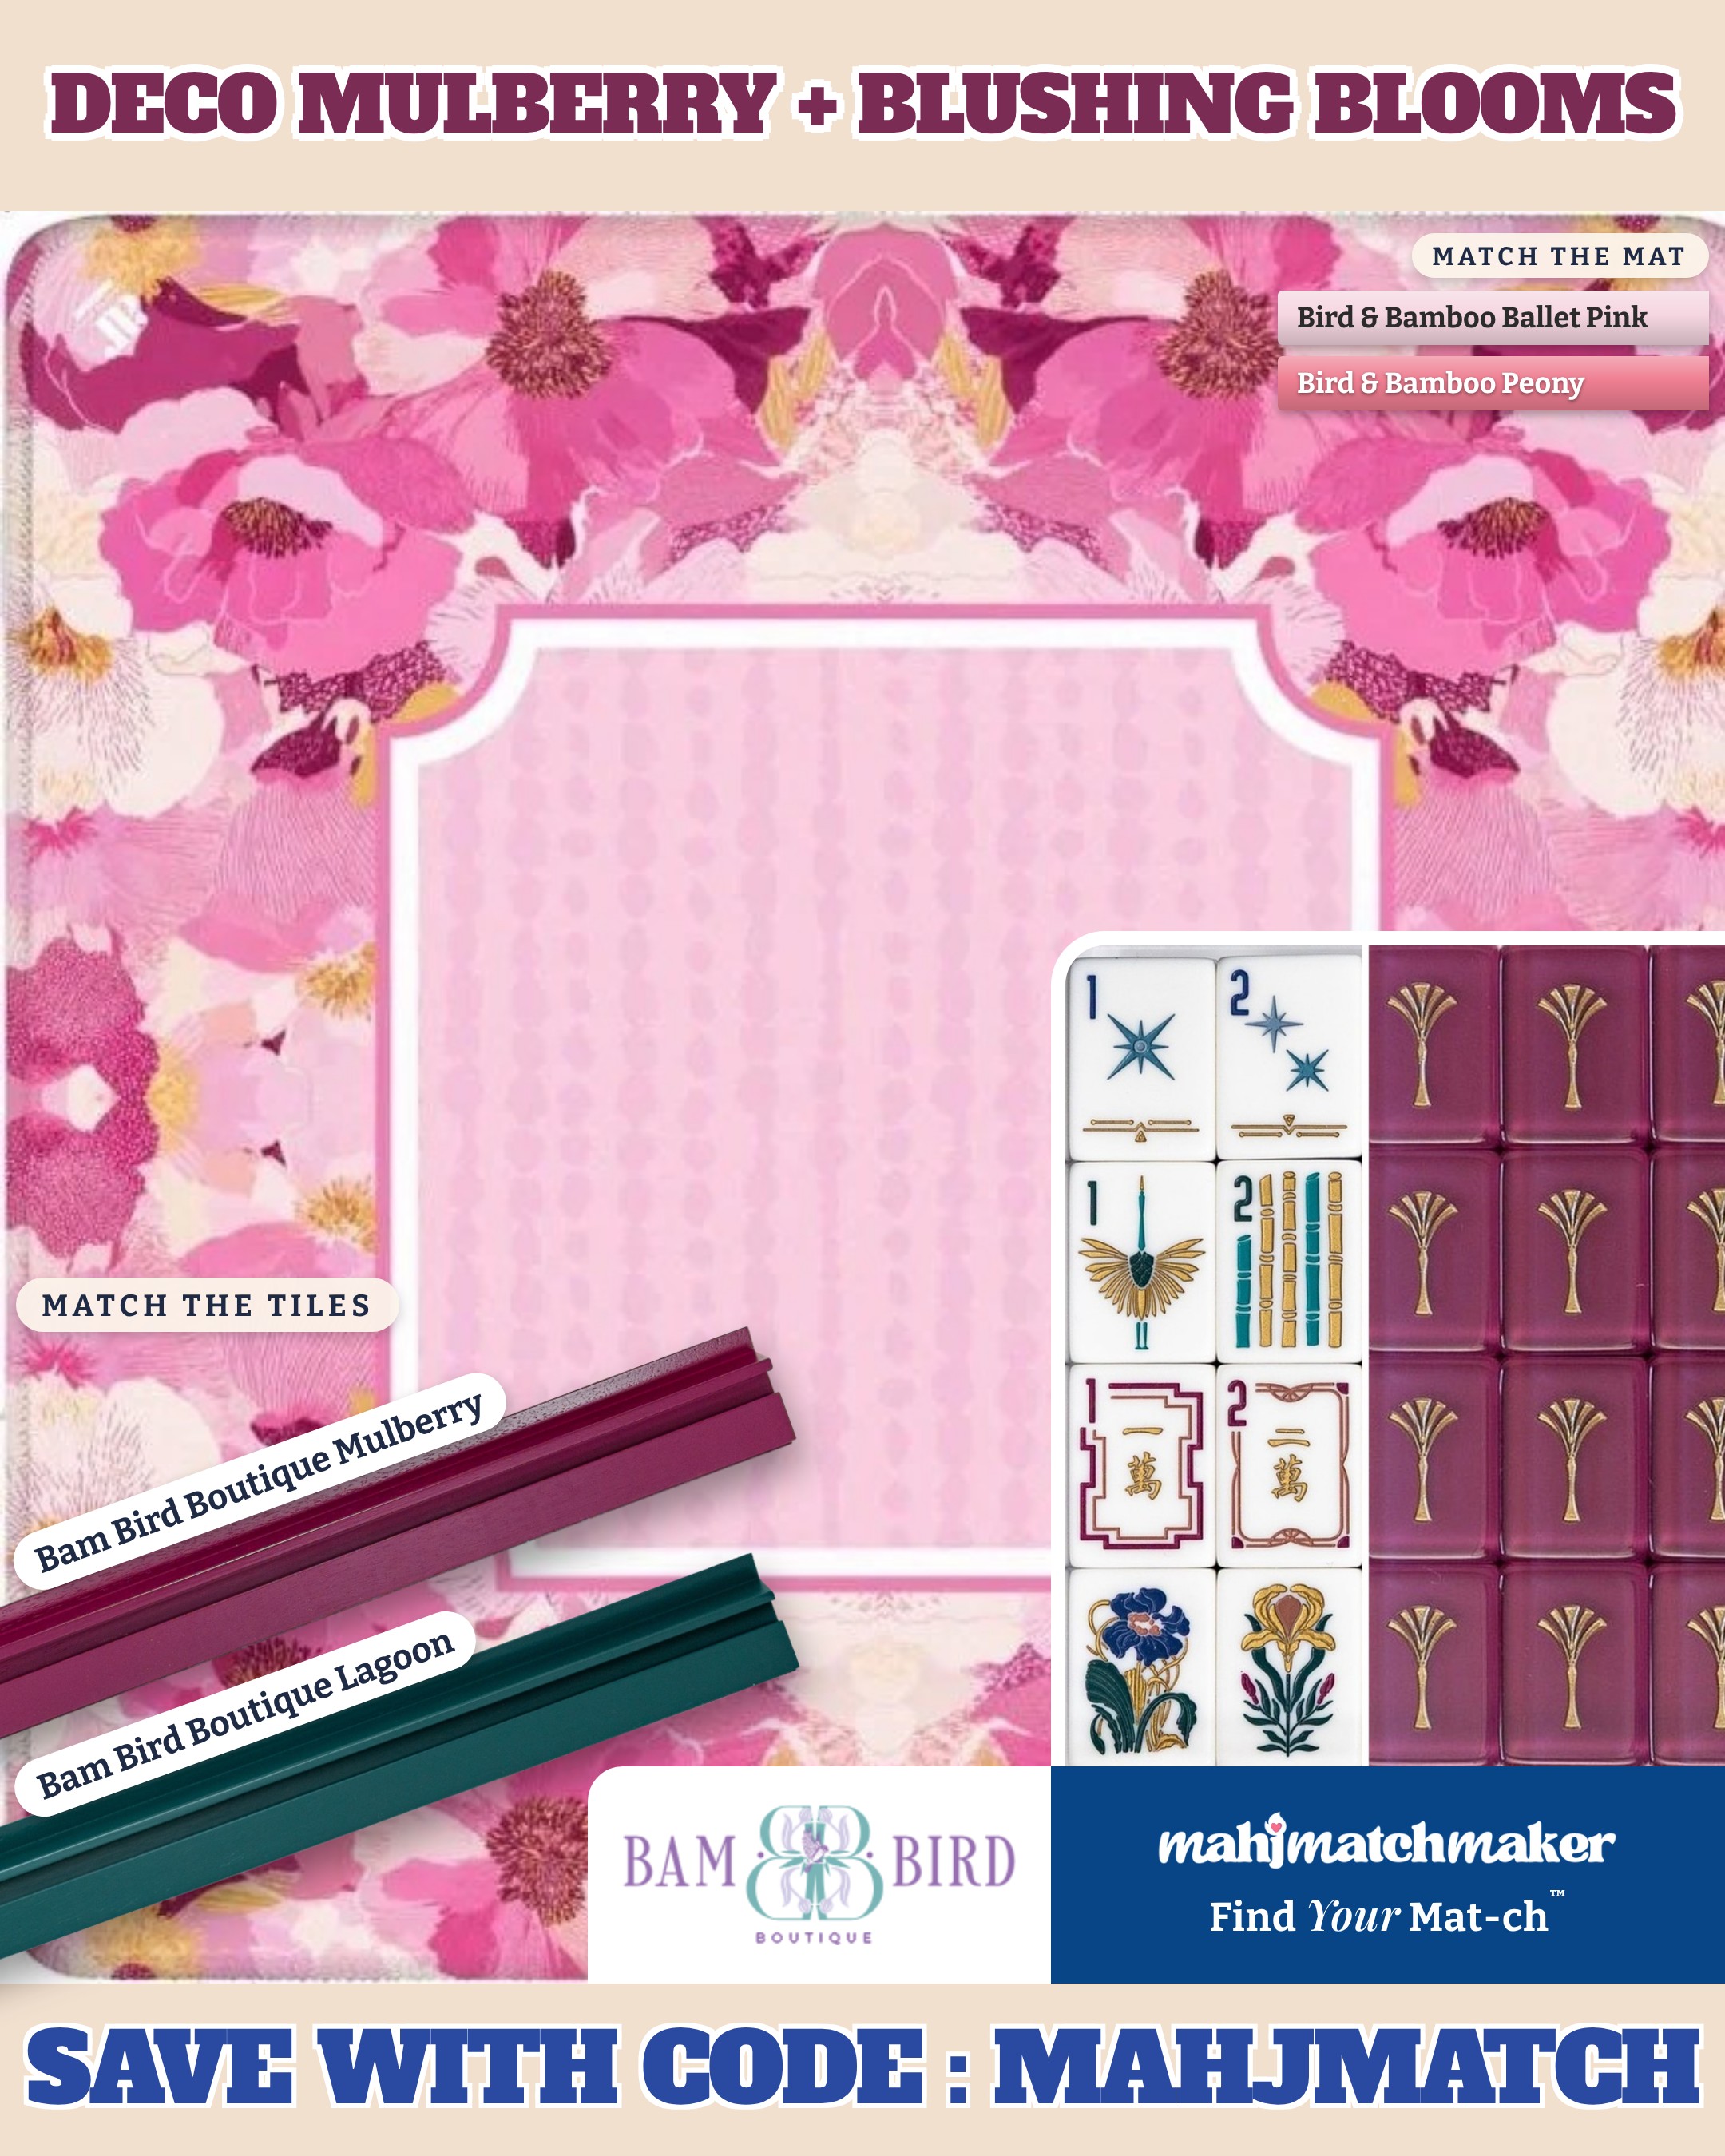 DECO MULBERRY + BLUSHING BLOOMS
MATCH THE MAT
Bird & Bamboo Ballet Pink
Bird & Bamboo Peony
1
2
1
2
1
一萬
2
二萬
MATCH THE TILES
Bam Bird Boutique Mulberry
Bam Bird Boutique Lagoon
BAM BIRD
BOUTIQUE
mahjmatchmaker
Find Your Mat-ch™
SAVE WITH CODE : MAHJMATCH